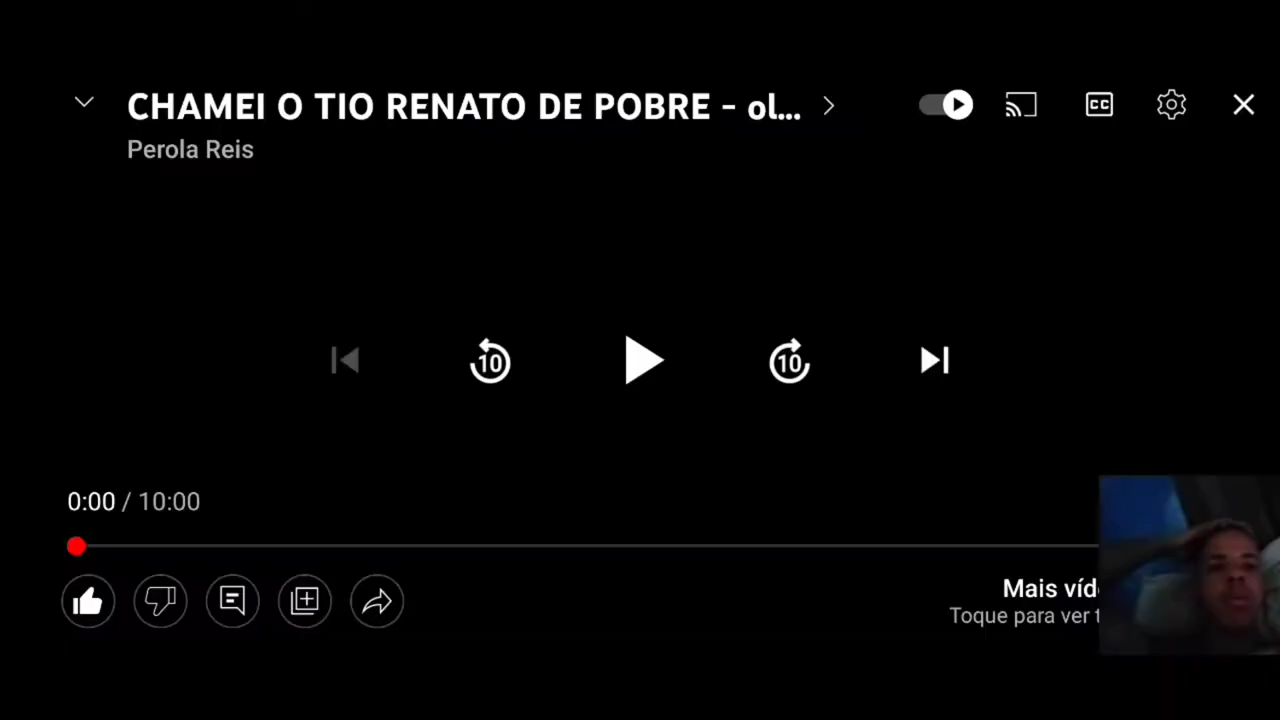 CHAMEI O TIO RENATO DE POBRE - ol...
Perola Reis
CC
10
10
0:00 / 10:00
Mais víd
Toque para ver t